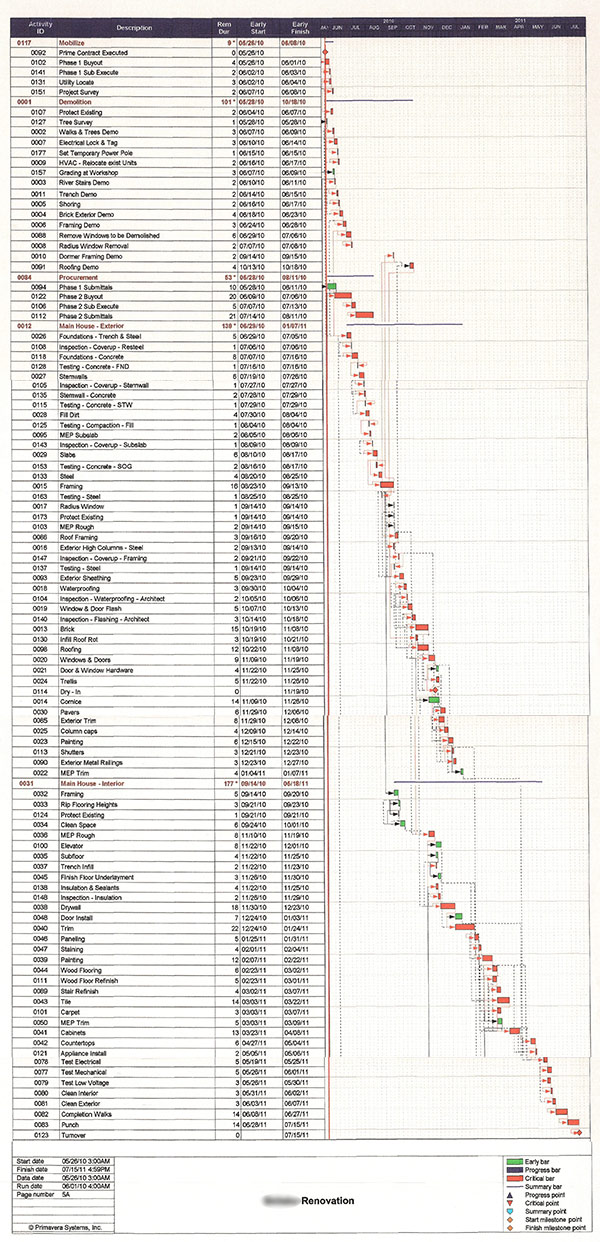 Activity ID Description Rem Dur Early Start Early Finish
2010 2011
MAY JUN JUL AUG SEP OCT NOV DEC JAN FEB MAR APR MAY JUN JUL
0117 Mobilize 9 * 05/26/10 06/08/10
0092 Prime Contract Executed 0 05/26/10
0102 Phase 1 Buyout 4 05/26/10 06/01/10
0141 Phase 1 Sub Execute 2 06/02/10 06/03/10
0131 Utility Locate 3 06/02/10 06/04/10
0151 Project Survey 2 06/07/10 06/08/10
0001 Demolition 101 * 05/28/10 10/18/10
0107 Protect Existing 2 06/04/10 06/07/10
0127 Tree Survey 1 05/28/10 05/28/10
0002 Walks & Trees Demo 3 06/07/10 06/09/10
0007 Electrical Lock & Tag 3 06/10/10 06/14/10
0177 Set Temporary Power Pole 1 06/15/10 06/15/10
0009 HVAC - Relocate exist Units 2 06/16/10 06/17/10
0157 Grading at Workshop 3 06/07/10 06/09/10
0003 River Stairs Demo 2 06/10/10 06/11/10
0011 Trench Demo 2 06/14/10 06/15/10
0005 Shoring 2 06/16/10 06/17/10
0004 Brick Exterior Demo 4 06/18/10 06/23/10
0006 Framing Demo 3 06/24/10 06/28/10
0088 Remove Windows to be Demolished 6 06/29/10 07/06/10
0008 Radius Window Removal 2 07/07/10 07/08/10
0010 Dormer Framing Demo 2 09/14/10 09/15/10
0091 Roofing Demo 4 10/13/10 10/18/10
0084 Procurement 53 * 05/28/10 08/11/10
0094 Phase 1 Submittals 10 05/28/10 06/11/10
0122 Phase 2 Buyout 20 06/09/10 07/06/10
0106 Phase 2 Sub Execute 5 07/07/10 07/13/10
0112 Phase 2 Submittals 21 07/14/10 08/11/10
0012 Main House - Exterior 138 * 06/29/10 01/07/11
0026 Foundations - Trench & Steel 5 06/29/10 07/05/10
0108 Inspection - Coverup - Resteel 1 07/06/10 07/06/10
0118 Foundations - Concrete 8 07/07/10 07/16/10
0128 Testing - Concrete - FND 1 07/16/10 07/16/10
0027 Stemwalls 6 07/19/10 07/26/10
0105 Inspection - Coverup - Stemwall 1 07/27/10 07/27/10
0135 Stemwall - Concrete 2 07/28/10 07/29/10
0115 Testing - Concrete - STW 1 07/29/10 07/29/10
0028 Fill Dirt 4 07/30/10 08/04/10
0125 Testing - Compaction - Fill 1 08/04/10 08/04/10
0095 MEP Subslab 2 08/05/10 08/06/10
0143 Inspection - Coverup - Subslab 1 08/09/10 08/09/10
0029 Slabs 6 08/10/10 08/17/10
0153 Testing - Concrete - SOG 2 08/16/10 08/17/10
0133 Steel 4 08/20/10 08/25/10
0015 Framing 16 08/23/10 09/13/10
0163 Testing - Steel 1 08/25/10 08/25/10
0017 Radius Window 1 09/14/10 09/14/10
0173 Protect Existing 1 09/14/10 09/14/10
0103 MEP Rough 2 09/14/10 09/15/10
0066 Roof Framing 3 09/16/10 09/20/10
0016 Exterior High Columns - Steel 2 09/13/10 09/14/10
0147 Inspection - Coverup - Framing 2 09/21/10 09/22/10
0137 Testing - Steel 1 09/14/10 09/14/10
0093 Exterior Sheathing 5 09/23/10 09/29/10
0018 Waterproofing 3 09/30/10 10/04/10
0104 Inspection - Waterproofing - Architect 2 10/05/10 10/06/10
0019 Window & Door Flash 5 10/07/10 10/13/10
0140 Inspection - Flashing - Architect 3 10/14/10 10/18/10
0013 Brick 15 10/19/10 11/08/10
0130 Infill Roof Rot 3 10/19/10 10/21/10
0098 Roofing 12 10/22/10 11/08/10
0020 Windows & Doors 9 11/09/10 11/19/10
0021 Door & Window Hardware 4 11/22/10 11/25/10
0024 Trellis 5 11/22/10 11/26/10
0114 Dry - In 0 11/19/10
0014 Cornice 14 11/09/10 11/26/10
0030 Pavers 6 11/29/10 12/06/10
0065 Exterior Trim 8 11/29/10 12/08/10
0025 Column caps 4 12/09/10 12/14/10
0023 Painting 6 12/15/10 12/22/10
0113 Shutters 3 12/21/10 12/23/10
0090 Exterior Metal Railings 3 12/23/10 12/27/10
0022 MEP Trim 4 01/04/11 01/07/11
0031 Main House - Interior 177 * 09/14/10 05/18/11
0032 Framing 5 09/14/10 09/20/10
0033 Rip Flooring Heights 3 09/21/10 09/23/10
0134 Protect Existing 1 09/21/10 09/21/10
0034 Clean Space 6 09/24/10 10/01/10
0036 MEP Rough 8 11/10/10 11/19/10
0100 Elevator 8 11/22/10 12/01/10
0035 Subfloor 4 11/22/10 11/25/10
0037 Trench Infill 2 11/22/10 11/23/10
0045 Finish Floor Underlayment 3 11/26/10 11/30/10
0138 Insulation & Sealants 4 11/22/10 11/25/10
0148 Inspection - Insulation 2 11/26/10 11/29/10
0038 Drywall 18 11/30/10 12/23/10
0048 Door Install 7 12/24/10 01/03/11
0040 Trim 22 12/24/10 01/24/11
0046 Paneling 5 01/25/11 01/31/11
0047 Staining 4 02/01/11 02/04/11
0039 Painting 12 02/07/11 02/22/11
0044 Wood Flooring 6 02/23/11 03/02/11
0111 Wood Floor Refinish 5 02/23/11 03/01/11
0069 Stair Refinish 4 03/02/11 03/07/11
0043 Tile 14 03/03/11 03/22/11
0101 Carpet 3 03/03/11 03/07/11
0050 MEP Trim 5 03/03/11 03/09/11
0041 Cabinets 13 03/23/11 04/08/11
0042 Countertops 6 04/27/11 05/04/11
0121 Appliance Install 2 05/05/11 05/06/11
0078 Test Electrical 5 05/19/11 05/25/11
0077 Test Mechanical 5 05/26/11 06/01/11
0079 Test Low Voltage 3 05/26/11 05/30/11
0080 Clean Interior 3 05/31/11 06/02/11
0081 Clean Exterior 3 06/03/11 06/07/11
0082 Completion Walks 14 06/08/11 06/27/11
0083 Punch 14 06/28/11 07/15/11
0123 Turnover 0 07/15/11
Start date 05/26/10 3:00AM
Finish date 07/15/11 4:59PM
Data date 05/26/10 3:00AM
Run date 06/01/10 4:00AM
Page number 5A
© Primavera Systems, Inc.
Renovation
Early bar
Progress bar
Critical bar
Summary bar
Progress point
Critical point
Summary point
Start milestone point
Finish milestone point